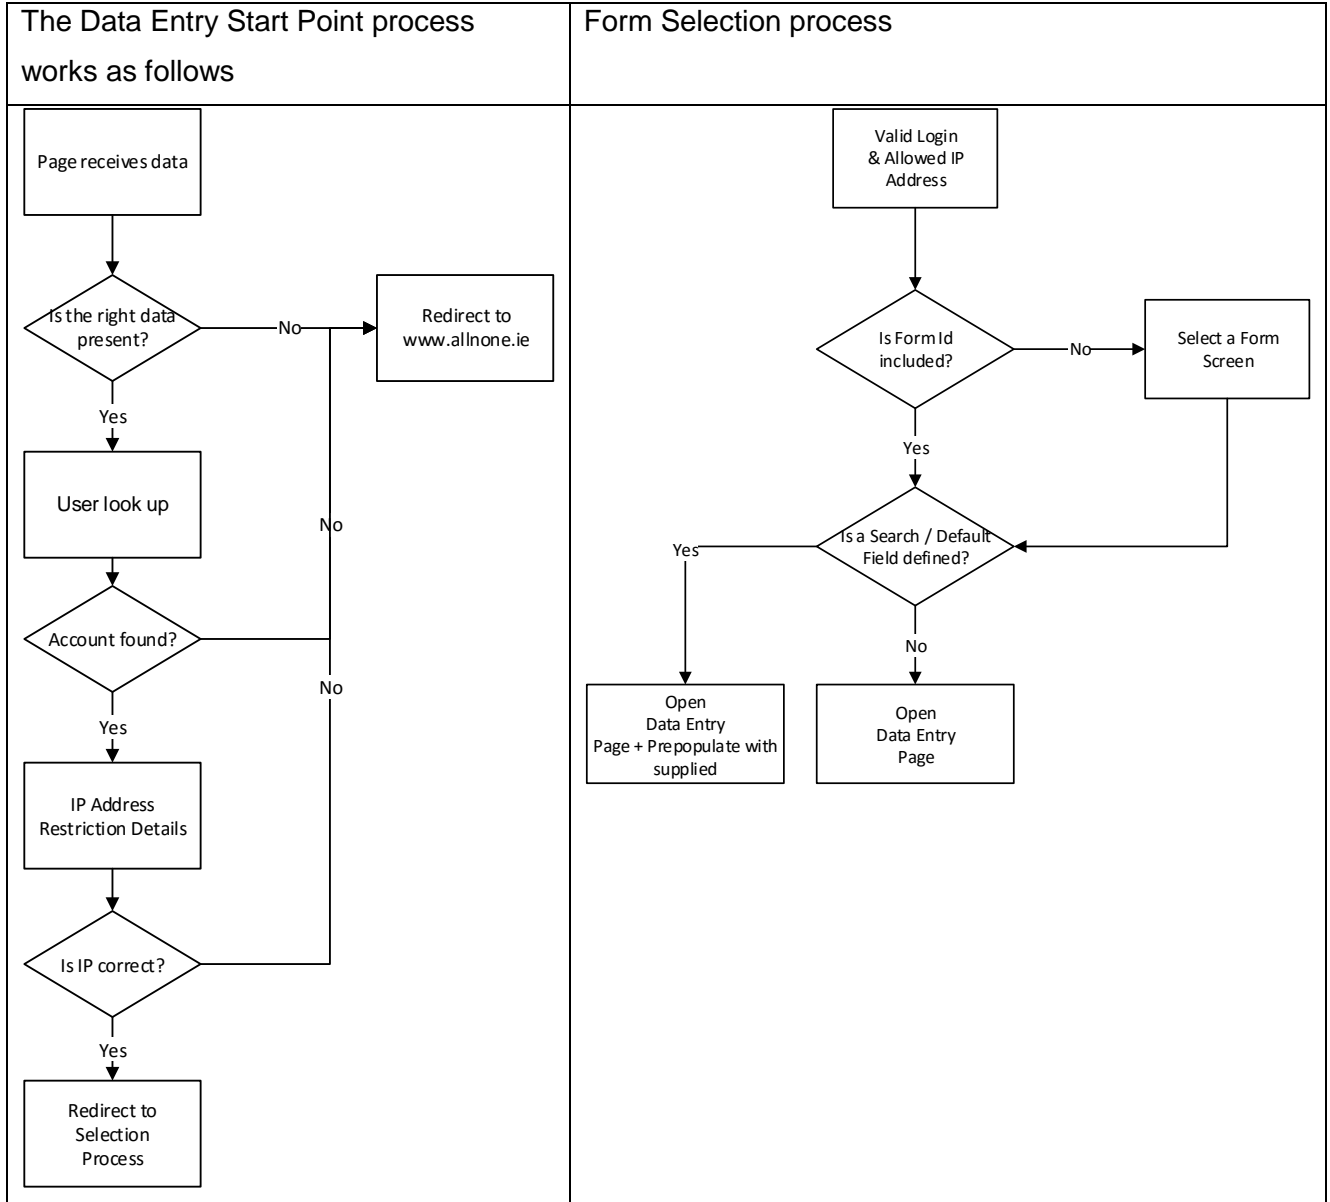 The Data Entry Start Point process
works as follows
Form Selection process
Page receives data
Is the right data
present?
No
Redirect to
www.allnone.ie
Yes
User look up
No
Account found?
No
Yes
IP Address
Restriction Details
Is IP correct?
Yes
Redirect to
Selection
Process
Valid Login
& Allowed IP
Address
Is Form Id
included?
No
Select a Form
Screen
Yes
Is a Search / Default
Field defined?
Yes
No
Open
Data Entry
Page + Prepopulate with
supplied
Open
Data Entry
Page